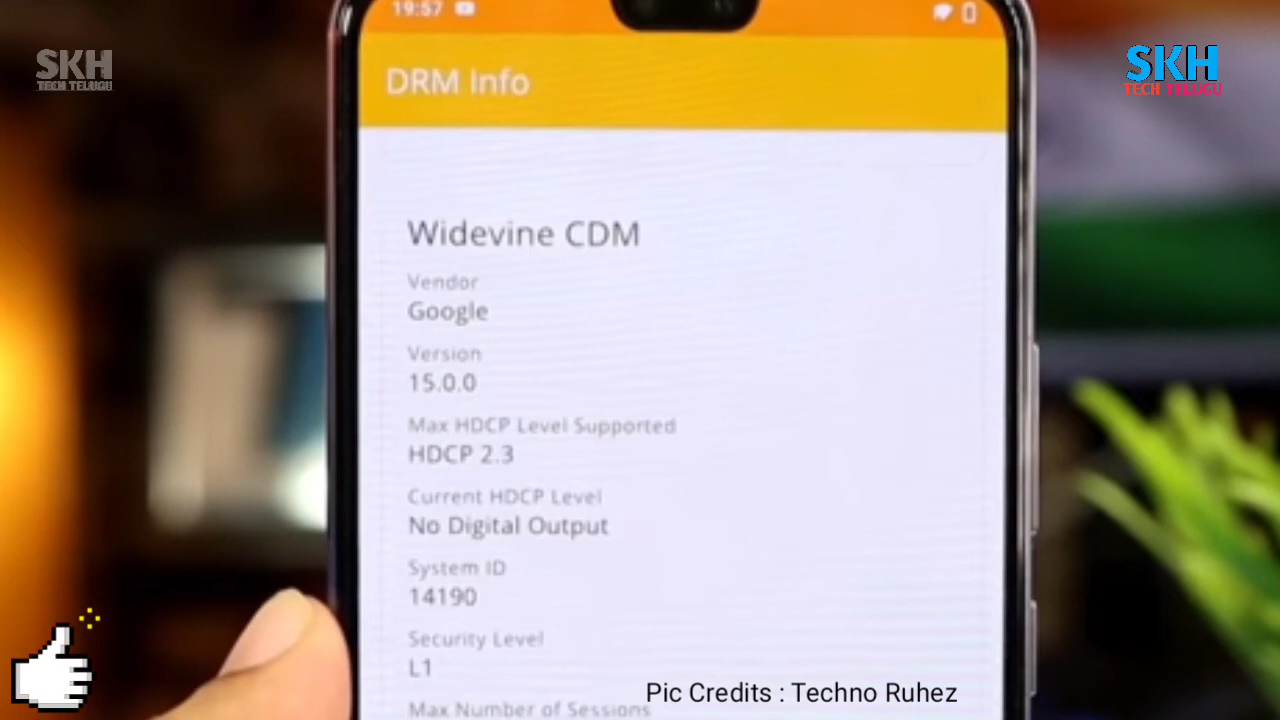 19:57
SKH
TECH TELUGU
SKH
TECH TELUGU
DRM Info
Widevine CDM
Vendor
Google
Version
15.0.0
Max HDCP Level Supported
HDCP 2.3
Current HDCP Level
No Digital Output
System ID
14190
Security Level
L1
Max Number of Sessions
Pic Credits : Techno Ruhez